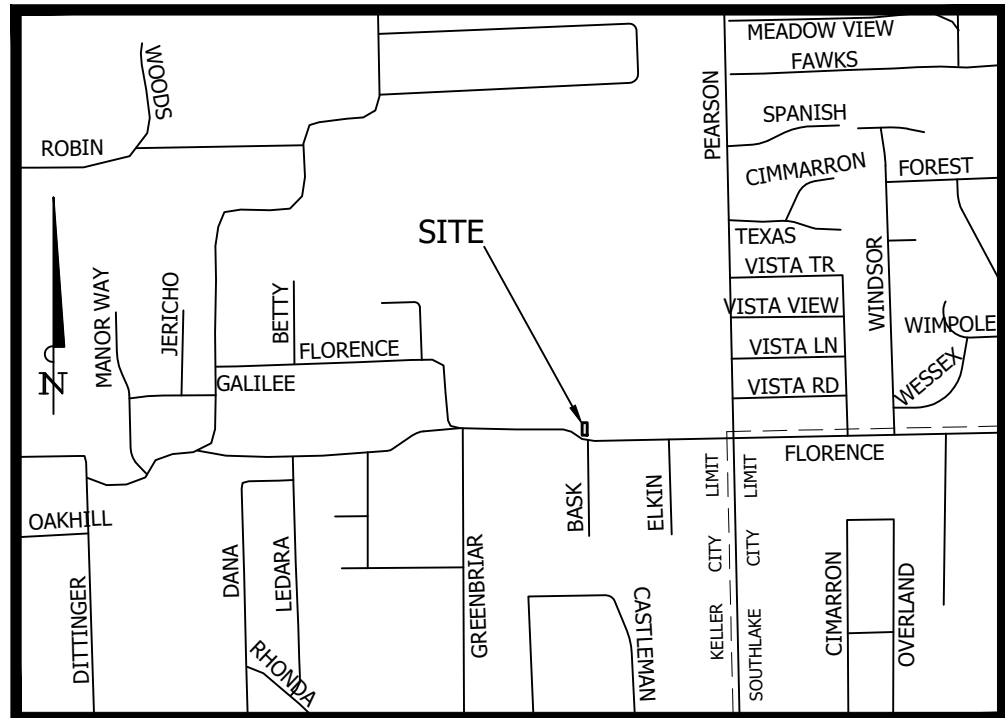 MEADOW VIEW
FAWKS
WOODS
PEARSON
SPANISH
ROBIN
CIMMARRON
FOREST
SITE
TEXAS
WINDSOR
VISTA TR
MANOR WAY
JERICHO
BETTY
VISTA VIEW
WIMPOLE
FLORENCE
VISTA LN
GALILEE
VISTA RD
WESSEX
N
FLORENCE
LIMIT
LIMIT
BASK
ELKIN
OAKHILL
CITY
CITY
DITTINGER
DANA
LEDARA
GREENBRIAR
CASTLEMAN
KELLER
SOUTHLAKE
CIMARRON
OVERLAND
RHONDA